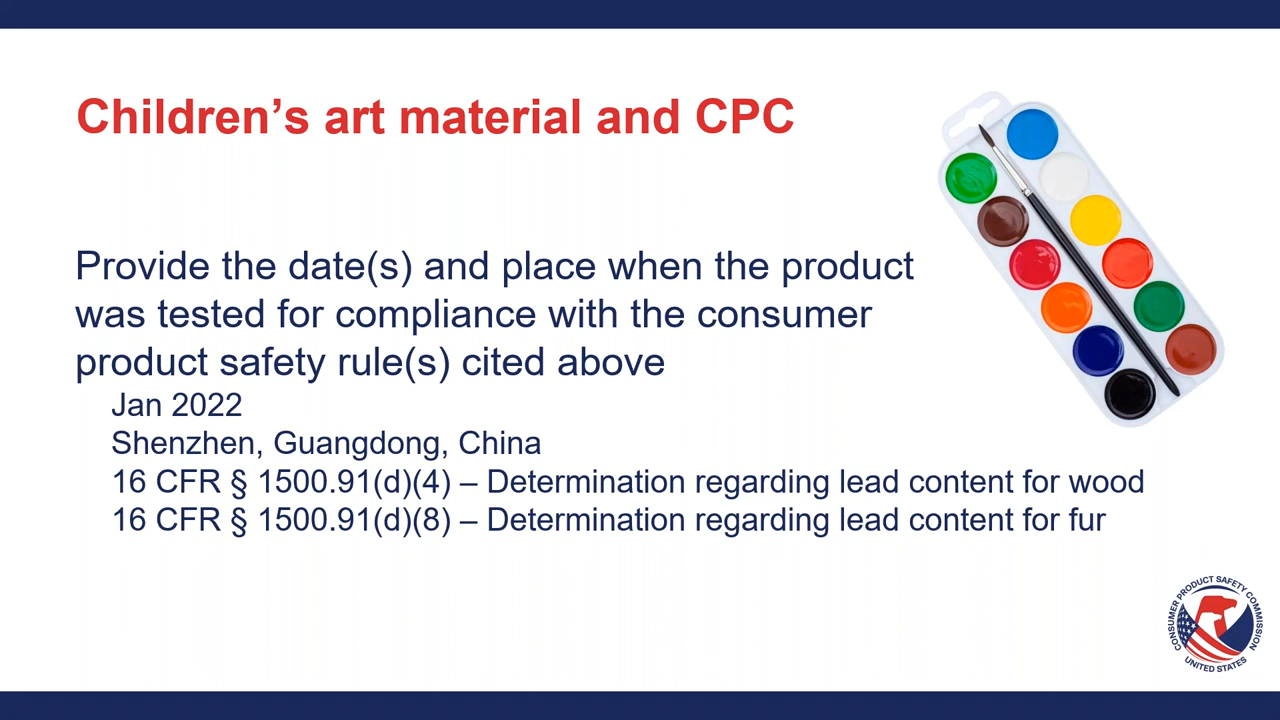 Children’s art material and CPC
Provide the date(s) and place when the product
was tested for compliance with the consumer
product safety rule(s) cited above
Jan 2022
Shenzhen, Guangdong, China
16 CFR § 1500.91(d)(4) – Determination regarding lead content for wood
16 CFR § 1500.91(d)(8) – Determination regarding lead content for fur
CONSUMER PRODUCT SAFETY COMMISSION
UNITED STATES